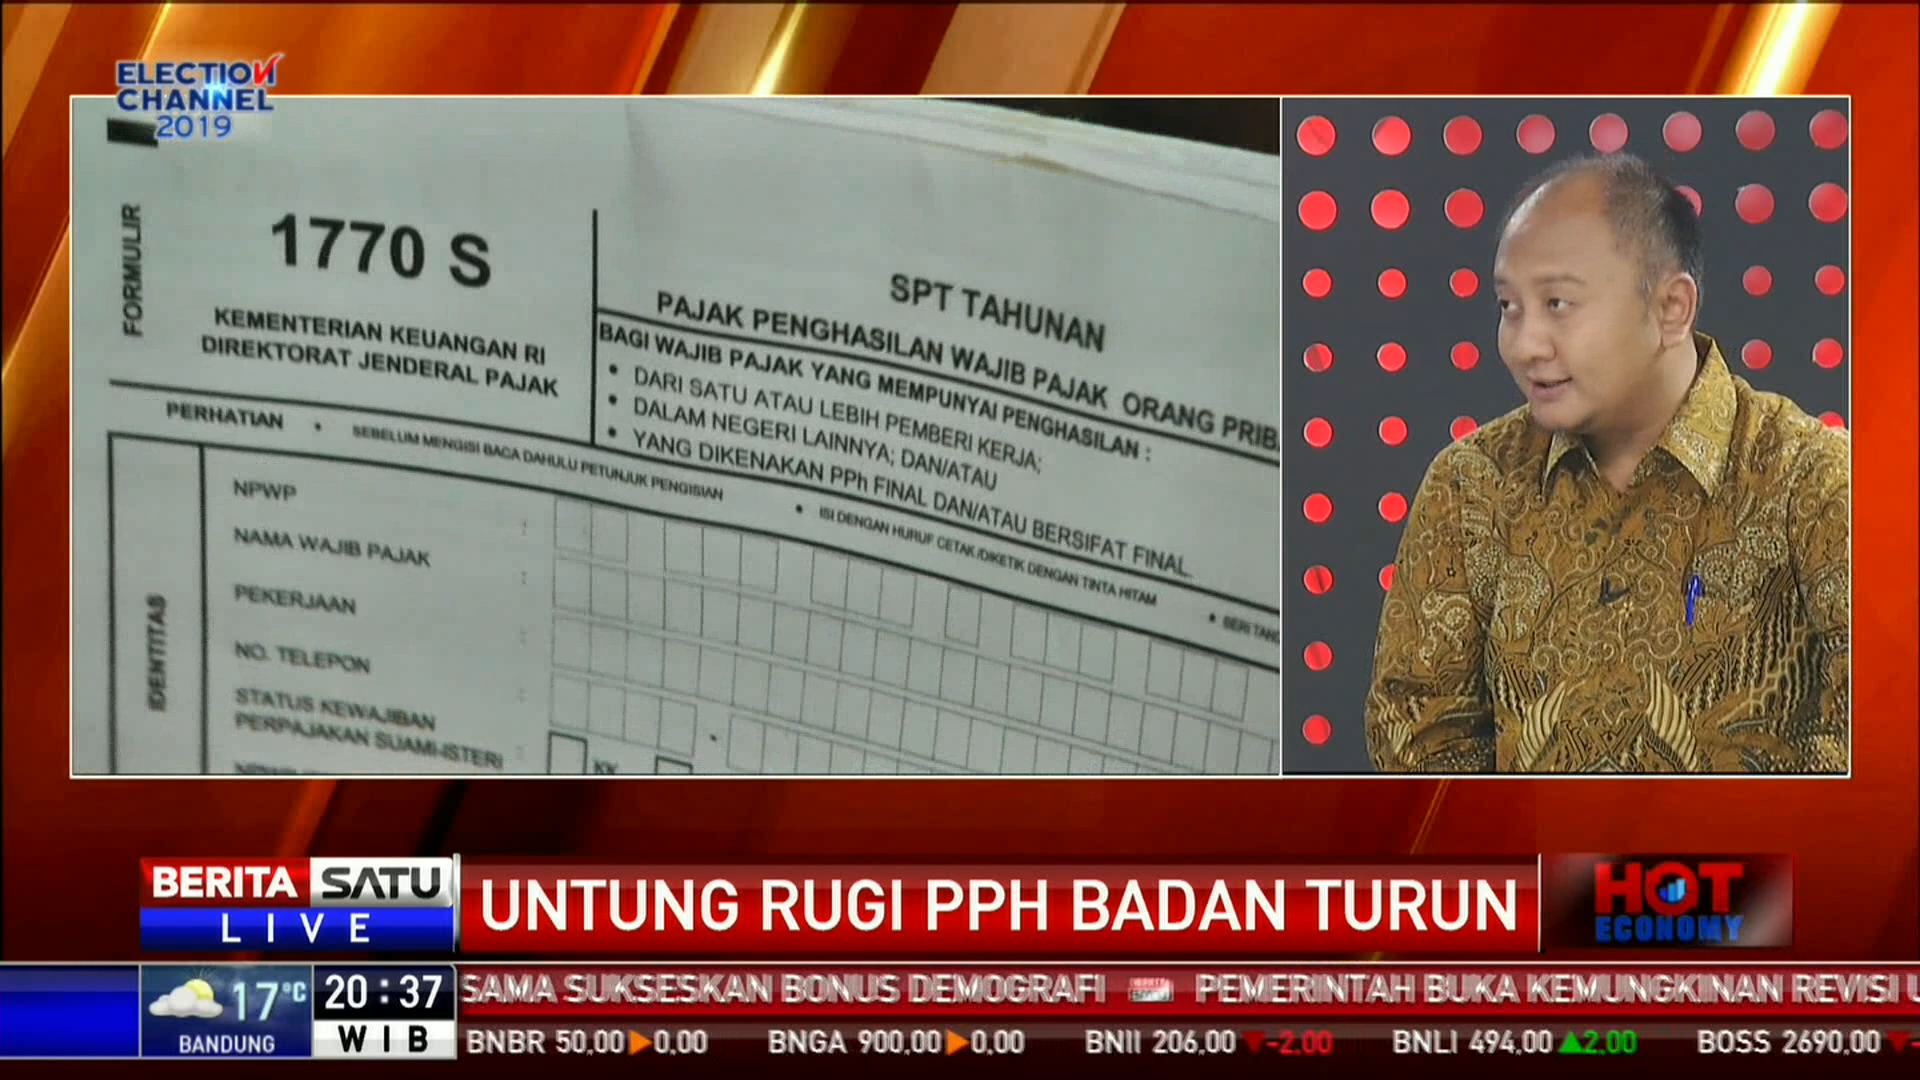 ELECTION
CHANNEL
2019
FORMULIR
1770 S
KEMENTERIAN KEUANGAN RI
DIREKTORAT JENDERAL PAJAK
SPT TAHUNAN
PAJAK PENGHASILAN WAJIB PAJAK ORANG PRIB
BAGI WAJIB PAJAK YANG MEMPUNYAI PENGHASILAN :
• DARI SATU ATAU LEBIH PEMBERI KERJA;
• DALAM NEGERI LAINNYA; DAN/ATAU
• YANG DIKENAKAN PPh FINAL DAN/ATAU BERSIFAT FINAL
PERHATIAN • SEBELUM MENGISI BACA DAHULU PETUNJUK PENGISIAN • ISI DENGAN HURUF CETAK/DIKETIK DENGAN TINTA HITAM • BERI TAND
IDENTITAS
NPWP :
NAMA WAJIB PAJAK :
PEKERJAAN :
NO. TELEPON :
STATUS KEWAJIBAN
PERPAJAKAN SUAMI-ISTERI :
KK
BERITA SATU
LIVE
UNTUNG RUGI PPH BADAN TURUN
HOT
ECONOMY
17°C
BANDUNG
20:37
WIB
SAMA SUKSESKAN BONUS DEMOGRAFI PEMERINTAH BUKA KEMUNGKINAN REVISI U
BNBR 50,00 0,00 BNGA 900,00 0,00 BNII 206,00 -2,00 BNLI 494,00 2,00 BOSS 2690,00 -